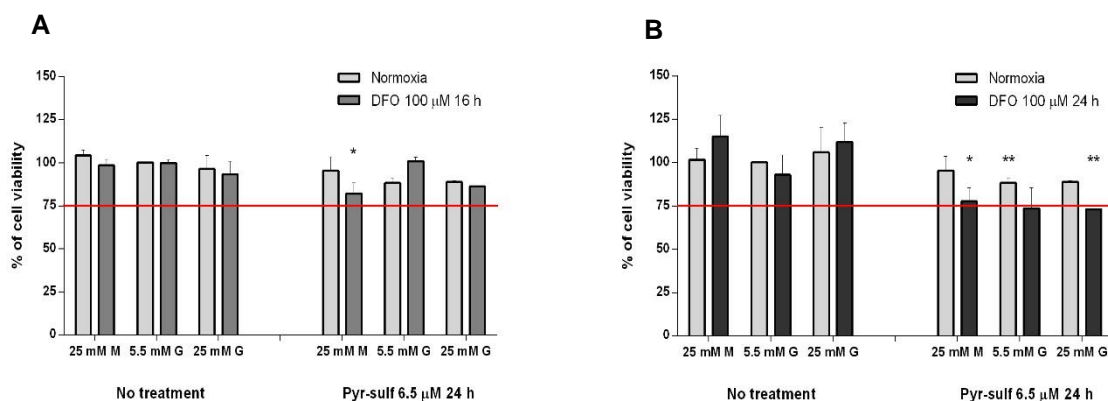 A
% of cell viability
150
125
100
75
50
25
0
Normoxia
DFO 100 μM 16 h
*
25 mM M 5.5 mM G 25 mM G 25 mM M 5.5 mM G 25 mM G
No treatment Pyr-sulf 6.5 μM 24 h
B
% of cell viability
150
125
100
75
50
25
0
Normoxia
DFO 100 μM 24 h
* ** **
25 mM M 5.5 mM G 25 mM G 25 mM M 5.5 mM G 25 mM G
No treatment Pyr-sulf 6.5 μM 24 h